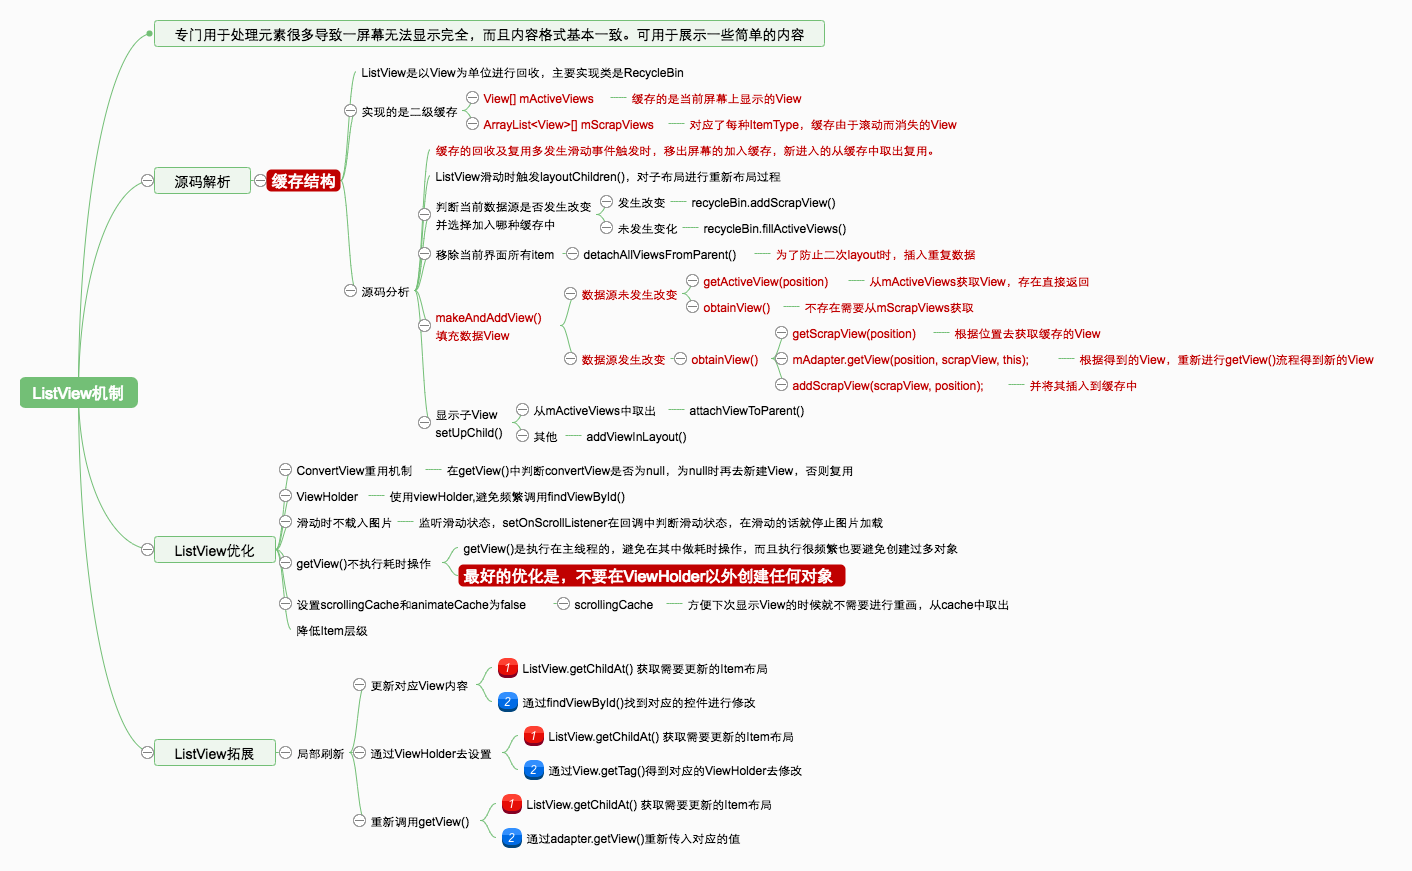 专门用于处理元素很多导致一屏幕无法显示完全，而且内容格式基本一致。可用于展示一些简单的内容
ListView是以View为单位进行回收，主要实现类是RecycleBin
实现的是二级缓存
View[] mActiveViews
缓存的是当前屏幕上显示的View
ArrayList<View>[] mScrapViews
对应了每种ItemType，缓存由于滚动而消失的View
源码解析
缓存结构
缓存的回收及复用多发生滑动事件触发时，移出屏幕的加入缓存，新进入的从缓存中取出复用。
ListView滑动时触发layoutChildren()，对子布局进行重新布局过程
判断当前数据源是否发生改变
并选择加入哪种缓存中
发生改变
recycleBin.addScrapView()
未发生变化
recycleBin.fillActiveViews()
移除当前界面所有item
detachAllViewsFromParent()
为了防止二次layout时，插入重复数据
源码分析
makeAndAddView()
填充数据View
数据源未发生改变
getActiveView(position)
从mActiveViews获取View，存在直接返回
obtainView()
不存在需要从mScrapViews获取
数据源发生改变
obtainView()
getScrapView(position)
根据位置去获取缓存的View
mAdapter.getView(position, scrapView, this);
根据得到的View，重新进行getView()流程得到新的View
addScrapView(scrapView, position);
并将其插入到缓存中
显示子View
setUpChild()
从mActiveViews中取出
attachViewToParent()
其他
addViewInLayout()
ListView机制
ListView优化
ConvertView重用机制
在getView()中判断convertView是否为null，为null时再去新建View，否则复用
ViewHolder
使用viewHolder,避免频繁调用findViewById()
滑动时不载入图片
监听滑动状态，setOnScrollListener在回调中判断滑动状态，在滑动的话就停止图片加载
getView()不执行耗时操作
getView()是执行在主线程的，避免在其中做耗时操作，而且执行很频繁也要避免创建过多对象
最好的优化是，不要在ViewHolder以外创建任何对象
设置scrollingCache和animateCache为false
scrollingCache
方便下次显示View的时候就不需要进行重画，从cache中取出
降低Item层级
ListView拓展
局部刷新
更新对应View内容
1 ListView.getChildAt() 获取需要更新的Item布局
2 通过findViewById()找到对应的控件进行修改
通过ViewHolder去设置
1 ListView.getChildAt() 获取需要更新的Item布局
2 通过View.getTag()得到对应的ViewHolder去修改
重新调用getView()
1 ListView.getChildAt() 获取需要更新的Item布局
2 通过adapter.getView()重新传入对应的值